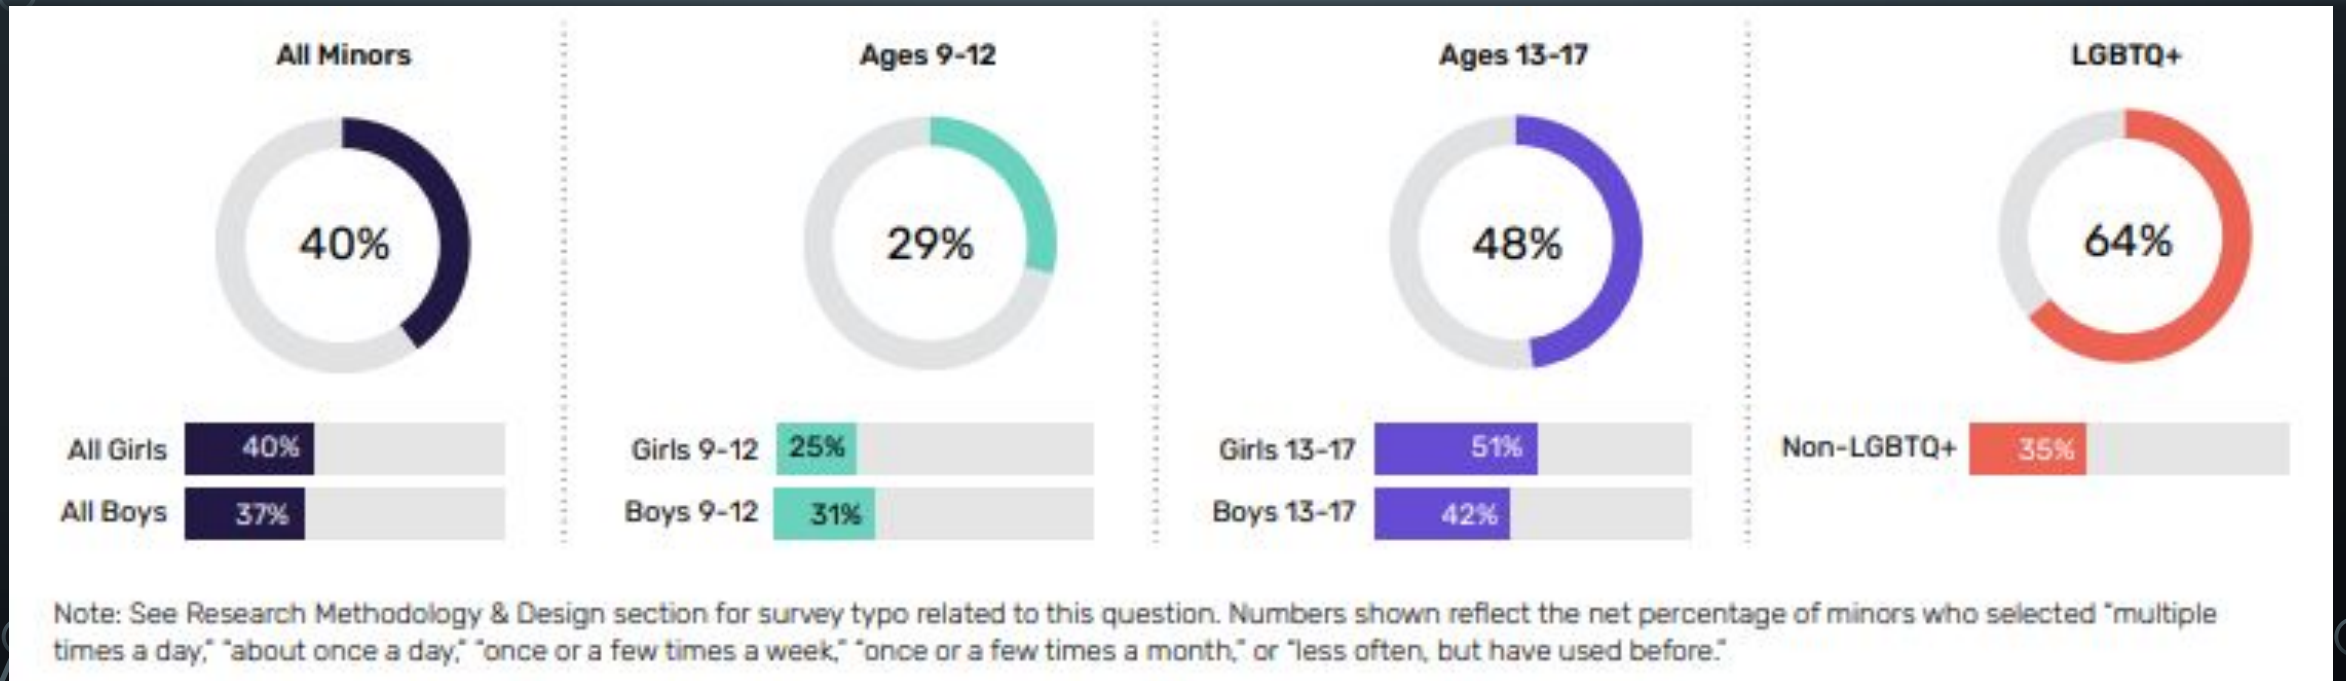 All Minors
40%
All Girls 40%
All Boys 37%
Ages 9-12
29%
Girls 9-12 25%
Boys 9-12 31%
Ages 13-17
48%
Girls 13-17 51%
Boys 13-17 42%
LGBTQ+
64%
Non-LGBTQ+ 35%
Note: See Research Methodology & Design section for survey typo related to this question. Numbers shown reflect the net percentage of minors who selected "multiple
times a day," "about once a day," "once or a few times a week," "once or a few times a month," or "less often, but have used before."